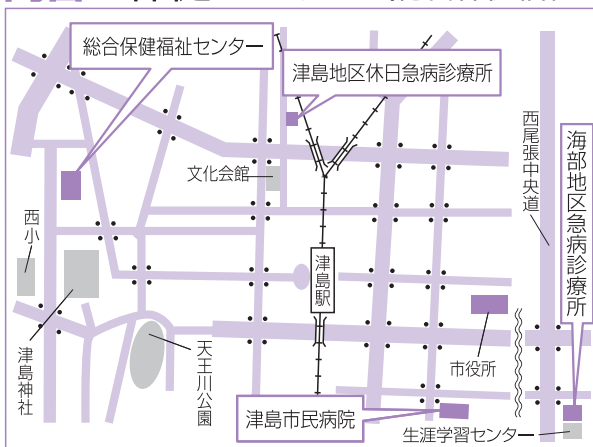 総合保健福祉センター
津島地区休日急病診療所
西尾張中央道
海部地区急病診療所
文化会館
西小
津島駅
津島神社
天王川公園
市役所
津島市民病院
生涯学習センター